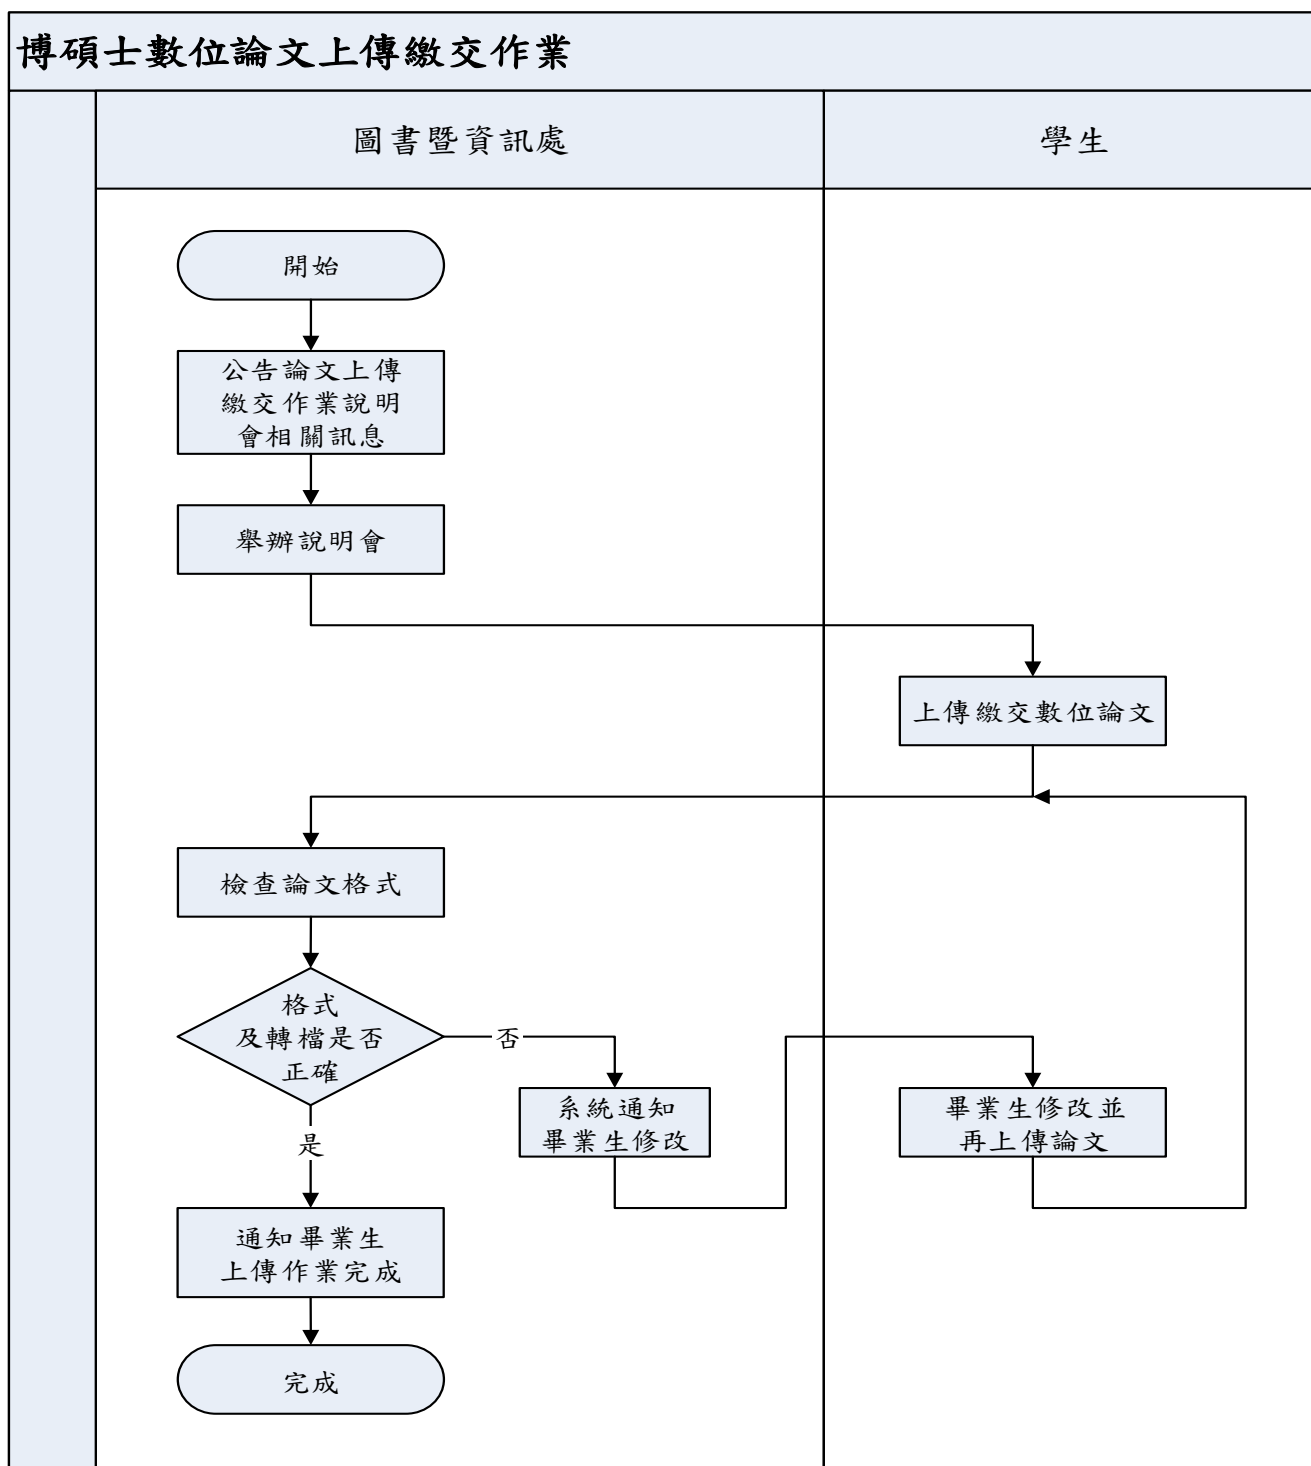 博碩士數位論文上傳繳交作業
圖書暨資訊處
學生
開始
公告論文上傳
繳交作業說明
會相關訊息
舉辦說明會
上傳繳交數位論文
檢查論文格式
格式
及轉檔是否
正確
否
系統通知
畢業生修改
畢業生修改並
再上傳論文
是
通知畢業生
上傳作業完成
完成